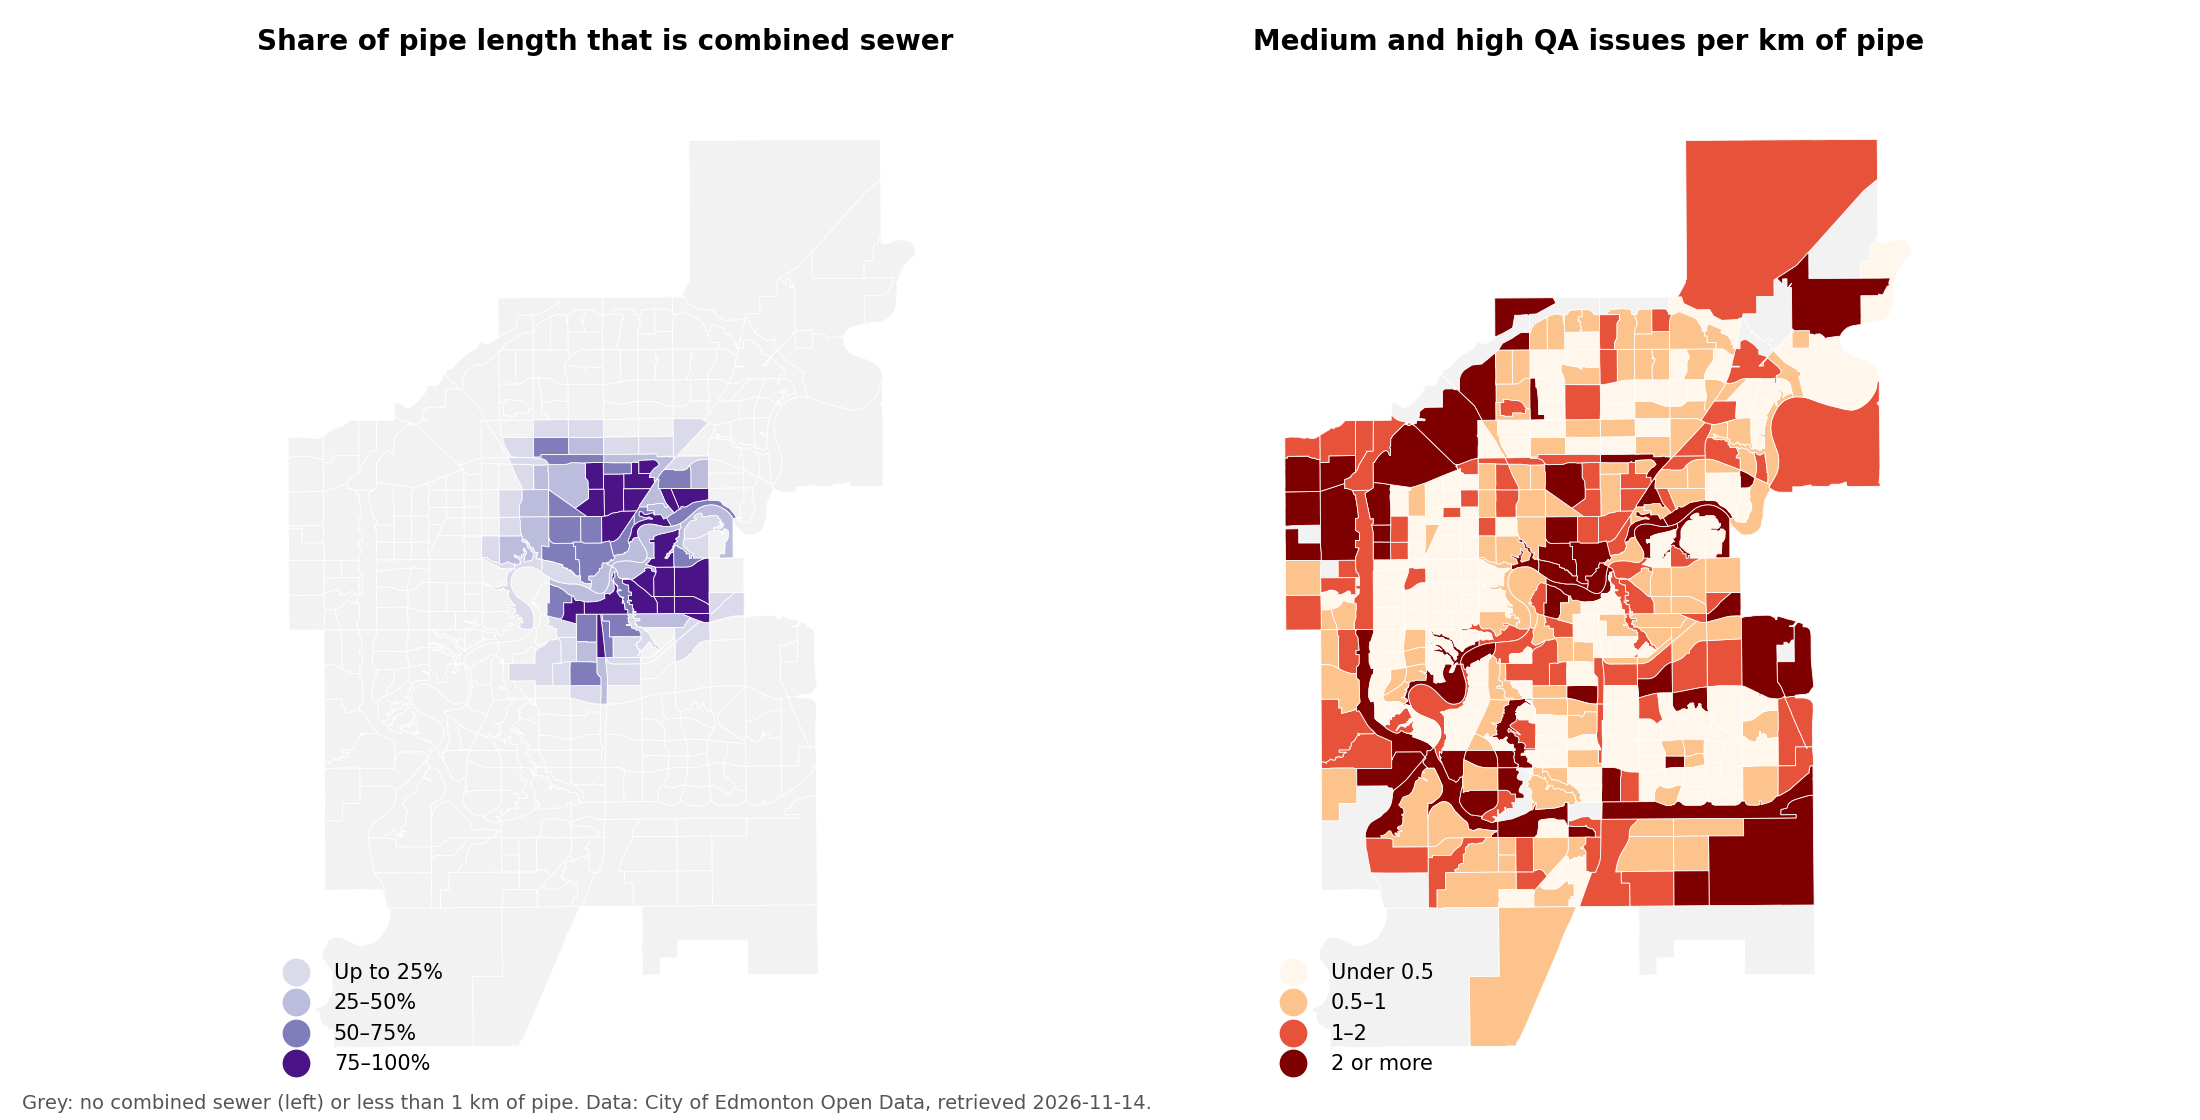 Share of pipe length that is combined sewer
Medium and high QA issues per km of pipe
Up to 25%
25–50%
50–75%
75–100%
Under 0.5
0.5–1
1–2
2 or more
Grey: no combined sewer (left) or less than 1 km of pipe. Data: City of Edmonton Open Data, retrieved 2026-11-14.